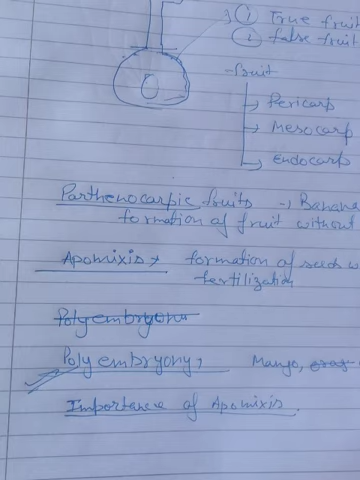 3 ① True fruit
② false fruit
- fruit
→ Pericarp
→ Mesocarp
→ Endocarp
Parthenocarpic fruits → Banana
formation of fruit without
Apomixis → formation of seeds w
fertilization
Polyembryony →, Mango,
Importance of Apomixis.